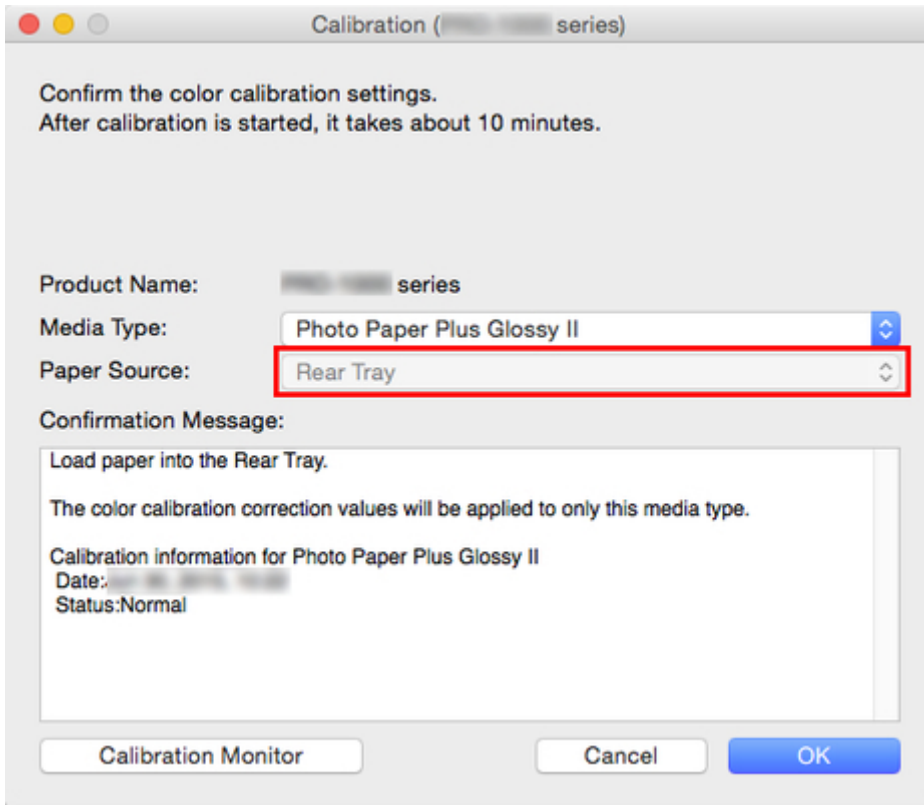 Calibration ( series)
Confirm the color calibration settings.
After calibration is started, it takes about 10 minutes.
Product Name: series
Media Type: Photo Paper Plus Glossy II
Paper Source: Rear Tray
Confirmation Message:
Load paper into the Rear Tray.
The color calibration correction values will be applied to only this media type.
Calibration information for Photo Paper Plus Glossy II
Date:
Status:Normal
Calibration Monitor Cancel OK